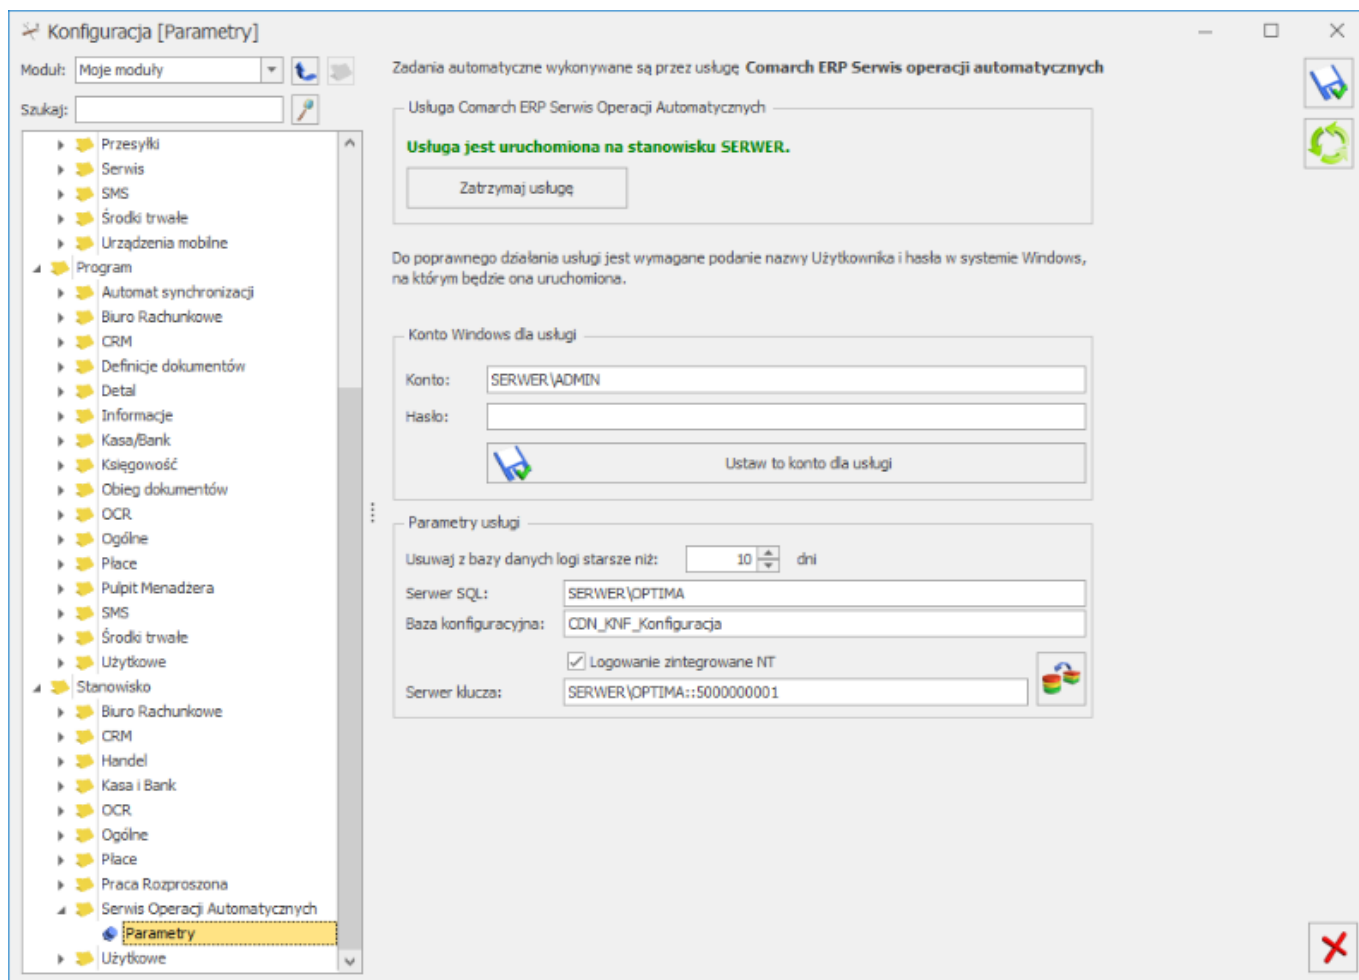 Konfiguracja [Parametry]
Moduł: Moje moduły
Szukaj:
Przesyłki
Serwis
SMS
Środki trwałe
Urządzenia mobilne
Program
Automat synchronizacji
Biuro Rachunkowe
CRM
Definicje dokumentów
Detal
Informacje
Kasa/Bank
Księgowość
Obieg dokumentów
OCR
Ogólne
Płace
Pulpit Menadżera
SMS
Środki trwałe
Użytkowe
Stanowisko
Biuro Rachunkowe
CRM
Handel
Kasa i Bank
OCR
Ogólne
Płace
Praca Rozproszona
Serwis Operacji Automatycznych
Parametry
Użytkowe
Zadania automatyczne wykonywane są przez usługę Comarch ERP Serwis operacji automatycznych
Usługa Comarch ERP Serwis Operacji Automatycznych
Usługa jest uruchomiona na stanowisku SERWER.
Zatrzymaj usługę
Do poprawnego działania usługi jest wymagane podanie nazwy Użytkownika i hasła w systemie Windows,
na którym będzie ona uruchomiona.
Konto Windows dla usługi
Konto: SERWER\ADMIN
Hasło:
Ustaw to konto dla usługi
Parametry usługi
Usuwaj z bazy danych logi starsze niż: 10 dni
Serwer SQL: SERWER\OPTIMA
Baza konfiguracyjna: CDN_KNF_Konfiguracja
Logowanie zintegrowane NT
Serwer klucza: SERWER\OPTIMA::5000000001